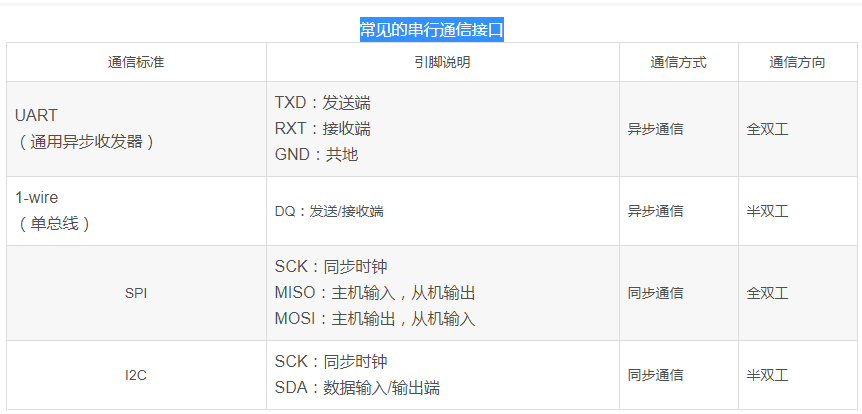 常见的串行通信接口
通信标准 引脚说明 通信方式 通信方向
UART
（通用异步收发器）
TXD：发送端
RXT：接收端
GND：共地
异步通信
全双工
1-wire
（单总线）
DQ：发送/接收端
异步通信
半双工
SPI
SCK：同步时钟
MISO：主机输入，从机输出
MOSI：主机输出，从机输入
同步通信
全双工
I2C
SCK：同步时钟
SDA：数据输入/输出端
同步通信
半双工